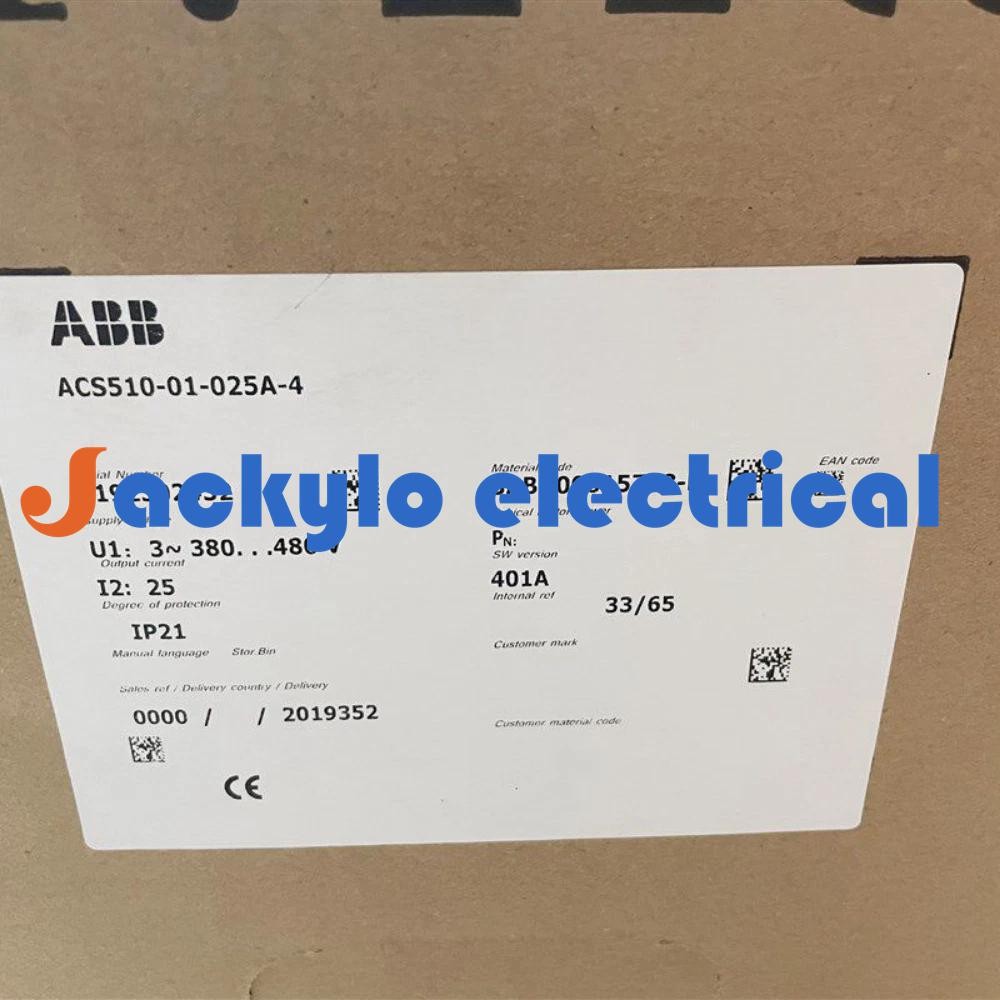 ABB
ACS510-01-025A-4
Jackylo electrical
EAN code
U1: 3~ 380...480 V
PN:
Output current
SW version
I2: 25
401A
Degree of protection
Internal ref
33/65
IP21
Manual language Stor.Bin
Customer mark
Sales ref / Delivery country / Delivery
0000 / / 2019352
Customer material code
CE